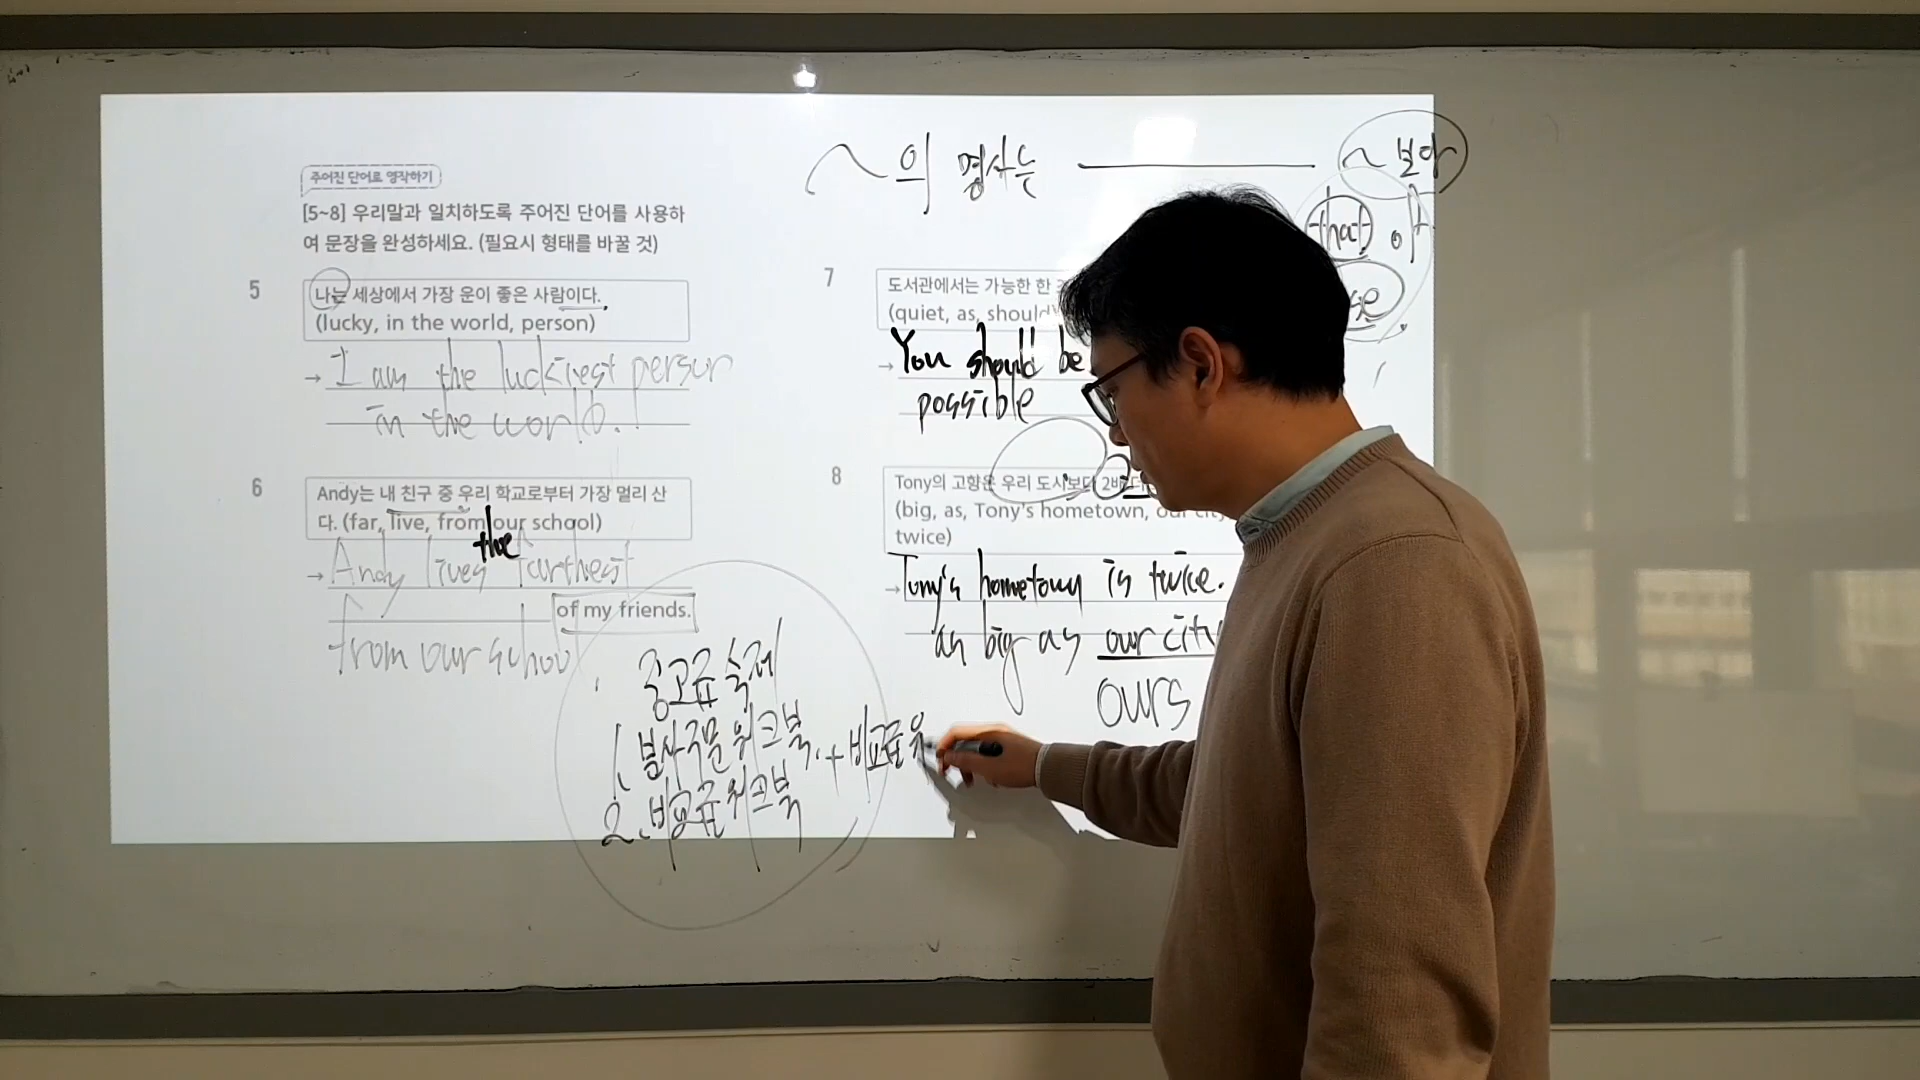 ~의 명사는 ~보다
that 이
주어진 단어로 영작하기
[5~8] 우리말과 일치하도록 주어진 단어를 사용하
여 문장을 완성하세요. (필요시 형태를 바꿀 것)
5
나는 세상에서 가장 운이 좋은 사람이다.
(lucky, in the world, person)
→ I am the luckiest person
in the world.
6
Andy는 내 친구 중 우리 학교로부터 가장 멀리 산
다. (far, live, from our school)
the
→ Andy lives farthest
of my friends.
from our school
7
도서관에서는 가능한 한
(quiet, as, should
→ You should be
possible
8
Tony의 고향은 우리 도시보다 2배 더
(big, as, Tony's hometown, our city,
twice)
→ Tony's hometown is twice.
as big as our city
ours
중고급 숙제
1. 분사구문 워크북. + 비교급 워
2. 비교급 워크북